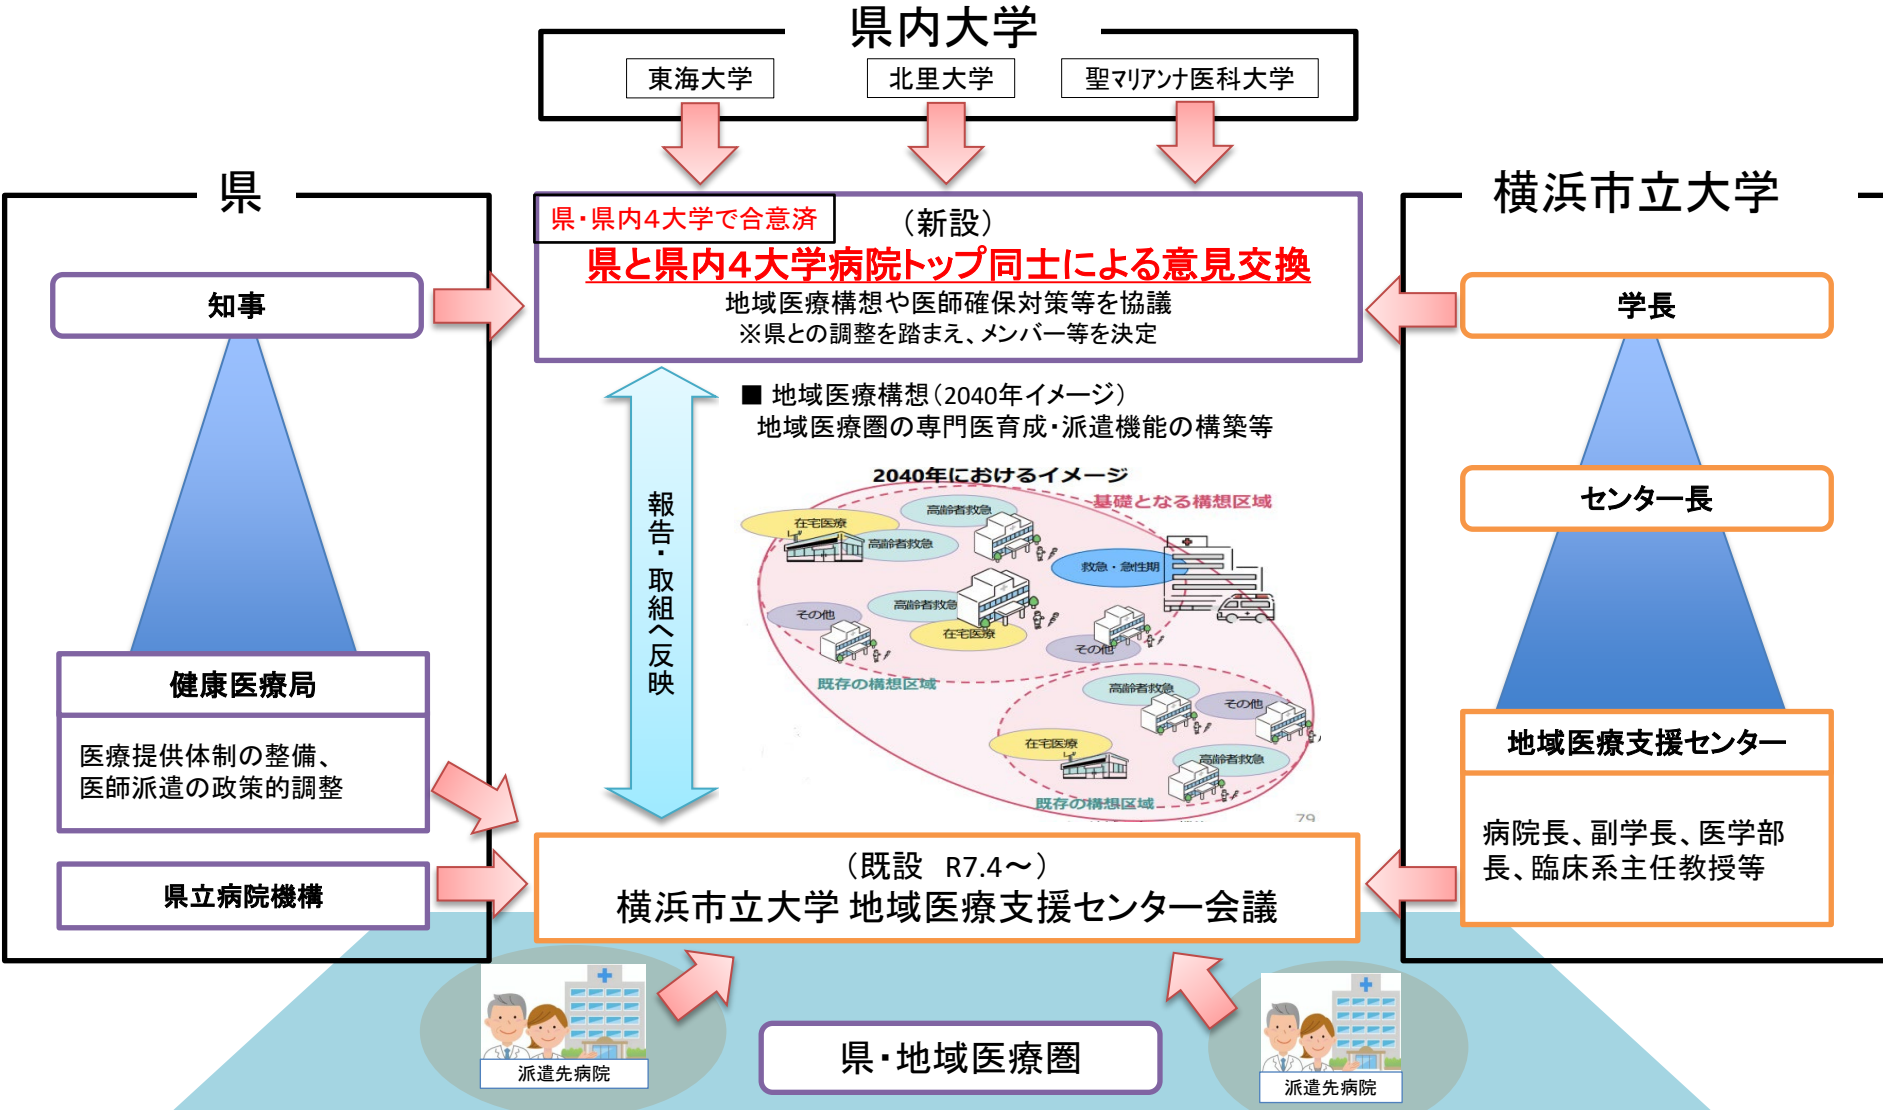 県内大学
東海大学
北里大学
聖マリアンナ医科大学
県
横浜市立大学
県・県内4大学で合意済
（新設）
県と県内4大学病院トップ同士による意見交換
地域医療構想や医師確保対策等を協議
※県との調整を踏まえ、メンバー等を決定
知事
学長
■ 地域医療構想（2040年イメージ）
地域医療圏の専門医育成・派遣機能の構築等
報告・取組へ反映
2040年におけるイメージ
基礎となる構想区域
高齢者救急
在宅医療
高齢者救急
救急・急性期
高齢者救急
その他
在宅医療
その他
既存の構想区域
高齢者救急
その他
在宅医療
高齢者救急
既存の構想区域
79
センター長
健康医療局
医療提供体制の整備、
医師派遣の政策的調整
県立病院機構
地域医療支援センター
病院長、副学長、医学部
長、臨床系主任教授等
（既設 R7.4～）
横浜市立大学 地域医療支援センター会議
派遣先病院
県・地域医療圏
派遣先病院